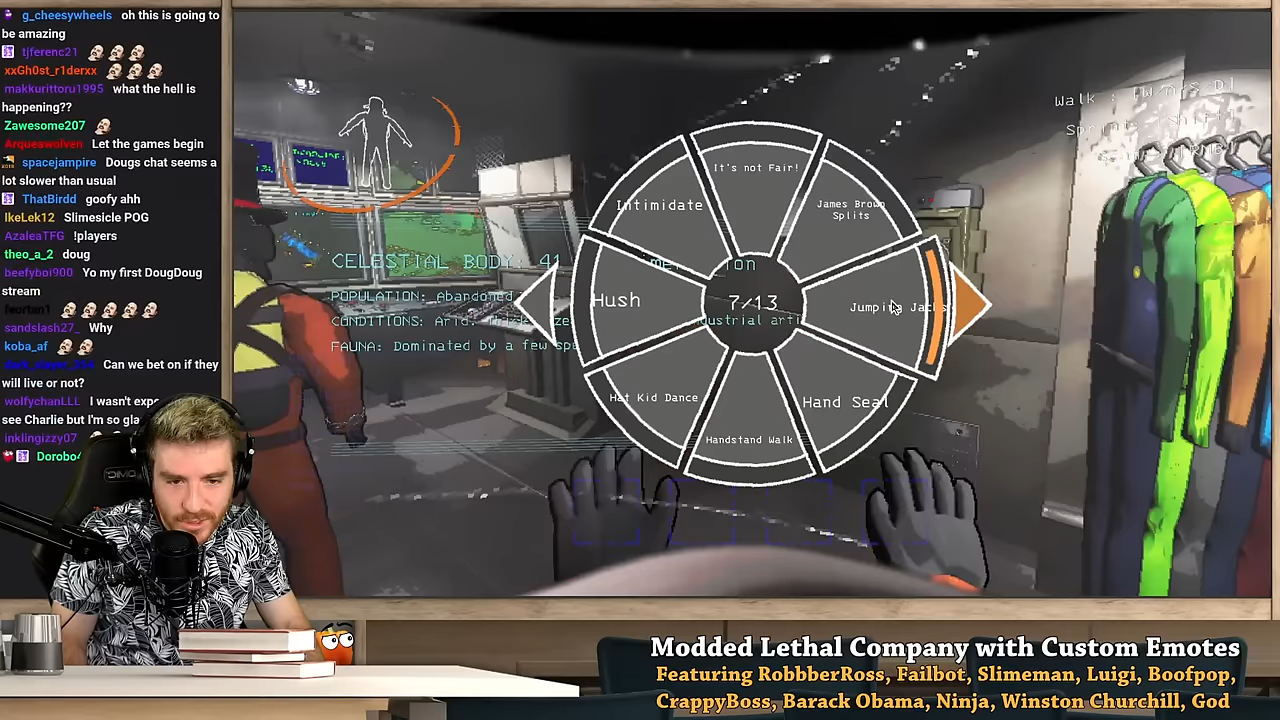 g_cheesywheels oh this is going to
be amazing
tjferenc21
xxGh0st_r1derxx
makkurittoru1995 what the hell is
happening??
Zawesome207
Arqueawolven Let the games begin
spacejampire Dougs chat seems a
lot slower than usual
ThatBirdd goofy ahh
IkeLek12 Slimesicle POG
AzaleaTFG !players
theo_a_2 doug
beefyboi900 Yo my first DougDoug
stream
feortan1
sandslash27_ Why
koba_af
Can we bet on if they
will live or not?
wolfychanLLL I wasn't expe
see Charlie but I'm so gla
inklingizzy07
Dorobo4
Walk : [W/A/S/D]
CELESTIAL BODY: 41
POPULATION: Abandoned
CONDITIONS: Arid.
FAUNA: Dominated by a few spe
It's not Fair!
James Brown
Splits
Jumping Jacks
Hand Seal
Handstand Walk
Hat Kid Dance
Hush
Intimidate
7/13
Modded Lethal Company with Custom Emotes
Featuring RobbberRoss, Failbot, Slimeman, Luigi, Boofpop,
CrappyBoss, Barack Obama, Ninja, Winston Churchill, God